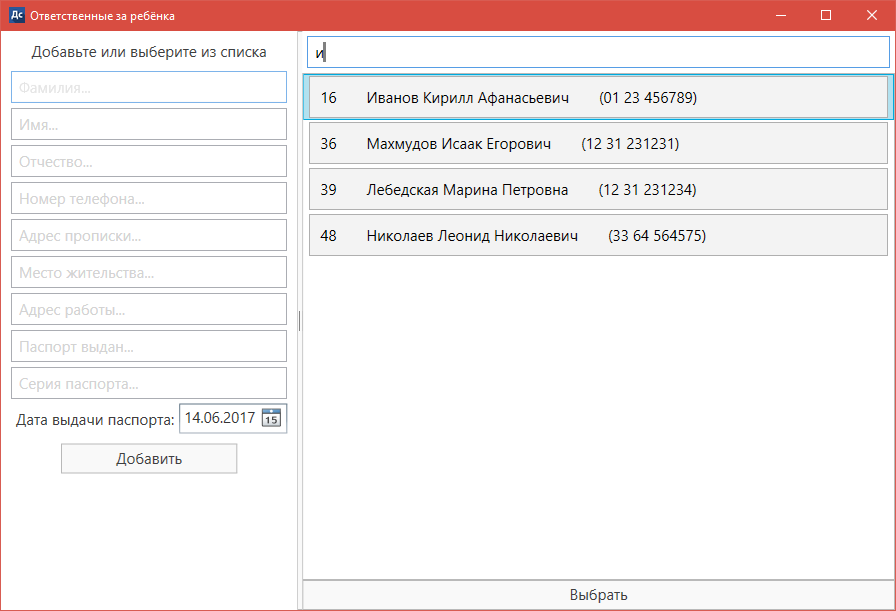 Дс Ответственные за ребёнка
Добавьте или выберите из списка
Фамилия...
Имя...
Отчество...
Номер телефона...
Адрес прописки...
Место жительства...
Адрес работы...
Паспорт выдан...
Серия паспорта...
Дата выдачи паспорта: 14.06.2017 15
Добавить
и
16 Иванов Кирилл Афанасьевич (01 23 456789)
36 Махмудов Исаак Егорович (12 31 231231)
39 Лебедская Марина Петровна (12 31 231234)
48 Николаев Леонид Николаевич (33 64 564575)
Выбрать